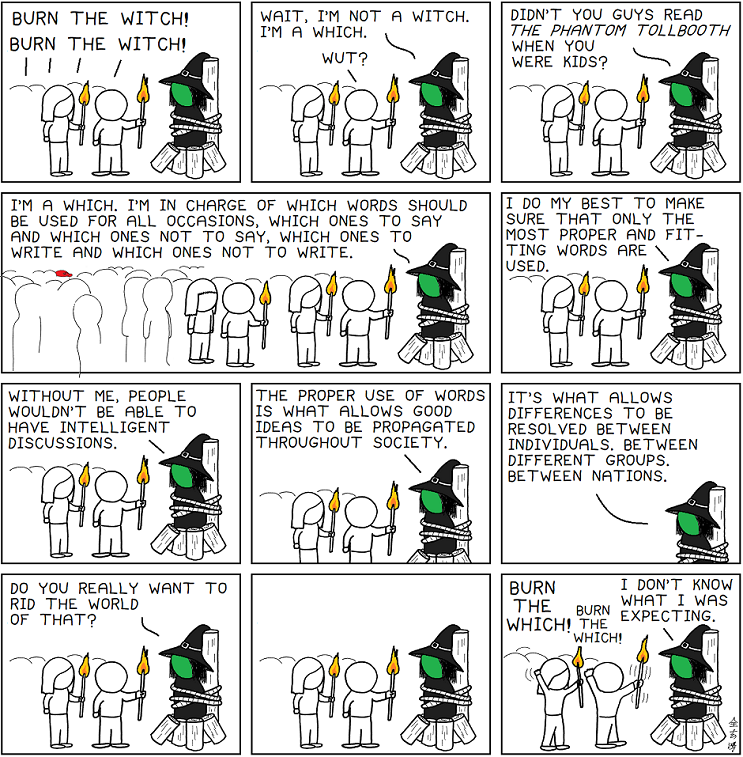 BURN THE WITCH!
BURN THE WITCH!
WAIT, I'M NOT A WITCH.
I'M A WHICH.
WUT?
DIDN'T YOU GUYS READ
THE PHANTOM TOLLBOOTH
WHEN YOU
WERE KIDS?
I'M A WHICH. I'M IN CHARGE OF WHICH WORDS SHOULD
BE USED FOR ALL OCCASIONS, WHICH ONES TO SAY
AND WHICH ONES NOT TO SAY, WHICH ONES TO
WRITE AND WHICH ONES NOT TO WRITE.
I DO MY BEST TO MAKE
SURE THAT ONLY THE
MOST PROPER AND FIT-
TING WORDS ARE
USED.
WITHOUT ME, PEOPLE
WOULDN'T BE ABLE TO
HAVE INTELLIGENT
DISCUSSIONS.
THE PROPER USE OF WORDS
IS WHAT ALLOWS GOOD
IDEAS TO BE PROPAGATED
THROUGHOUT SOCIETY.
IT'S WHAT ALLOWS
DIFFERENCES TO BE
RESOLVED BETWEEN
INDIVIDUALS. BETWEEN
DIFFERENT GROUPS.
BETWEEN NATIONS.
DO YOU REALLY WANT TO
RID THE WORLD
OF THAT?
BURN
THE
WHICH!
BURN
THE
WHICH!
I DON'T KNOW
WHAT I WAS
EXPECTING.